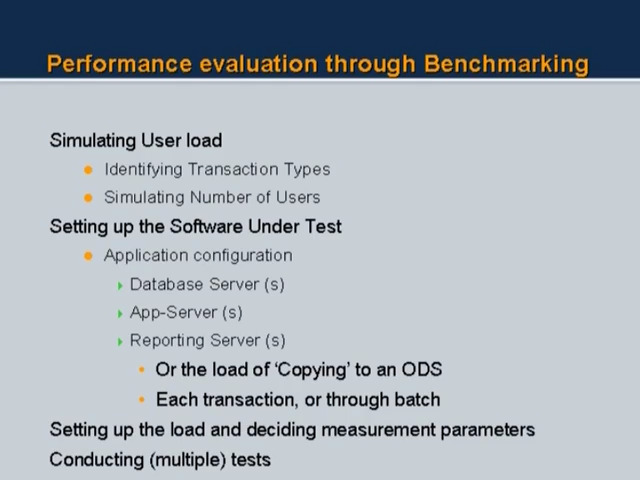 Performance evaluation through Benchmarking
Simulating User load
Identifying Transaction Types
Simulating Number of Users
Setting up the Software Under Test
Application configuration
Database Server (s)
App-Server (s)
Reporting Server (s)
Or the load of ‘Copying’ to an ODS
Each transaction, or through batch
Setting up the load and deciding measurement parameters
Conducting (multiple) tests